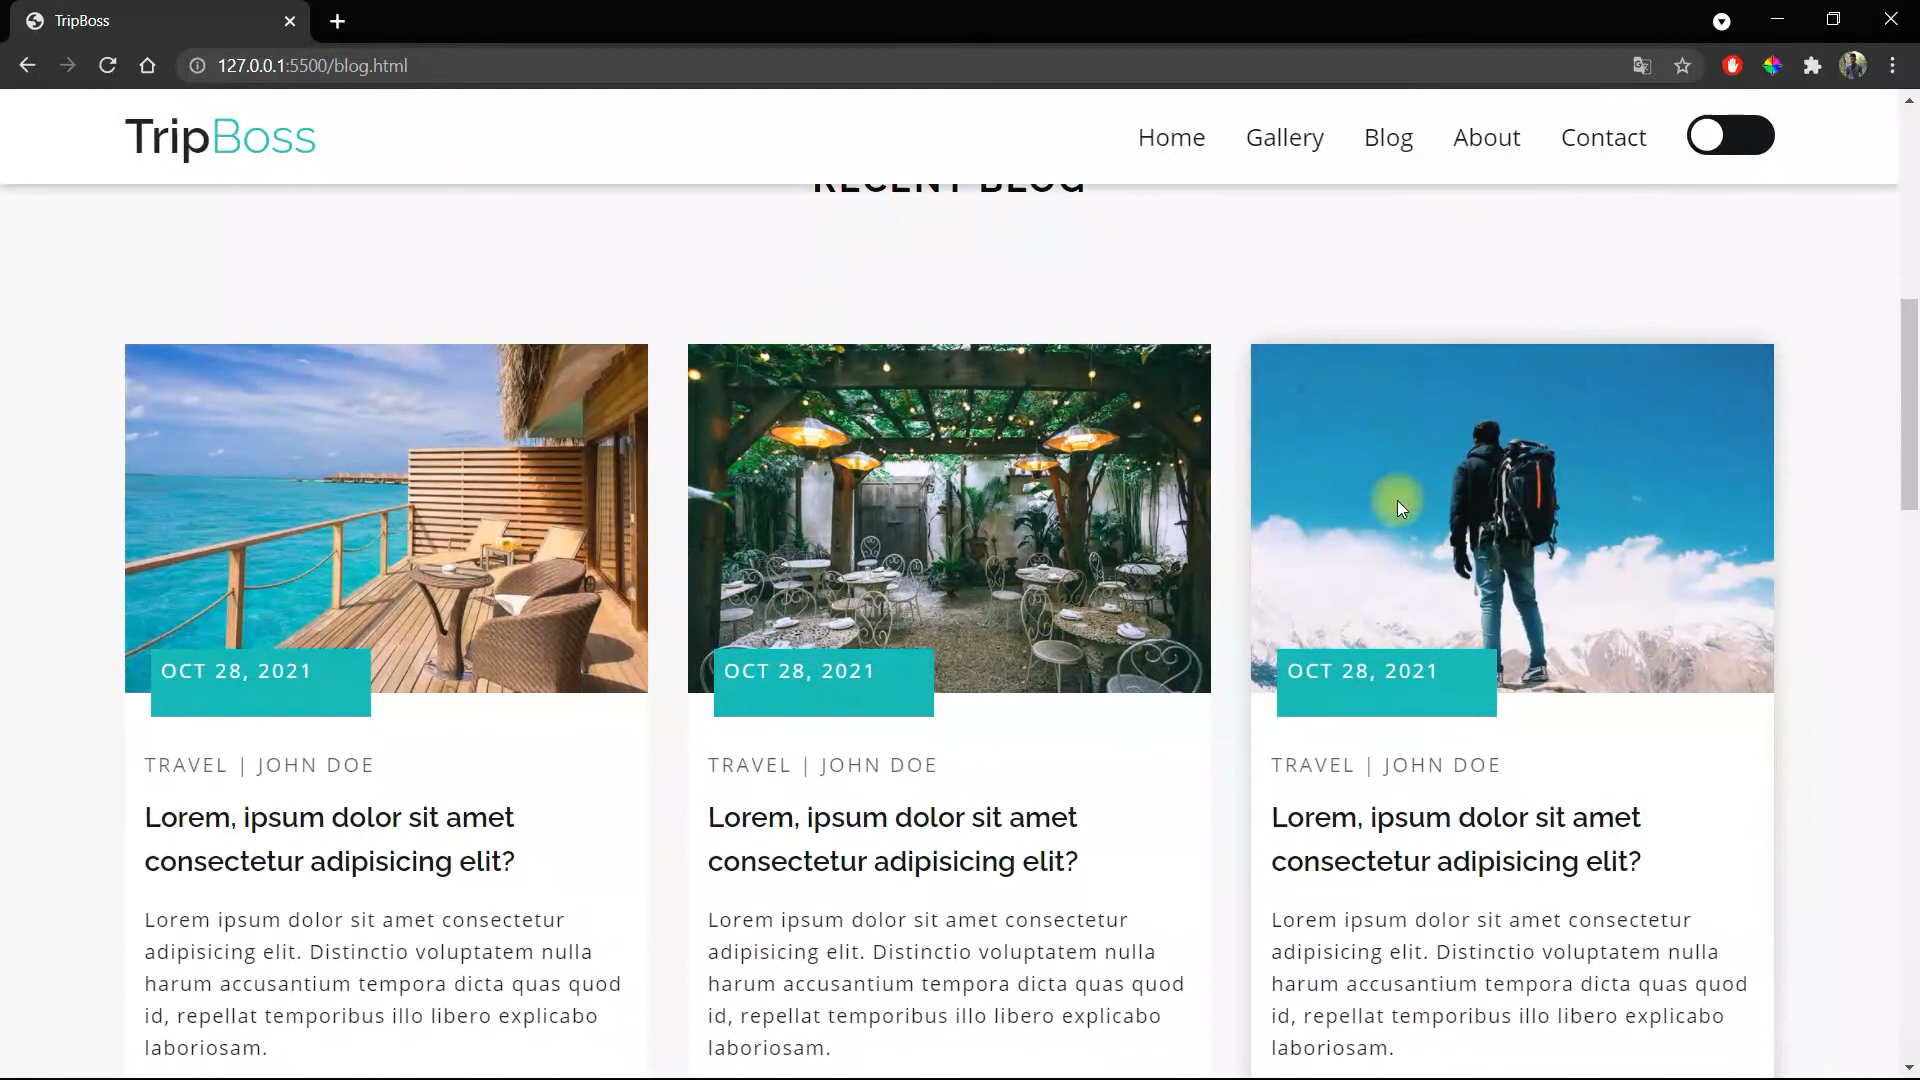 TripBoss
127.0.0.1:5500/blog.html
TripBoss
Home Gallery Blog About Contact
RECENT BLOG
OCT 28, 2021
TRAVEL | JOHN DOE
Lorem, ipsum dolor sit amet
consectetur adipisicing elit?
Lorem ipsum dolor sit amet consectetur
adipisicing elit. Distinctio voluptatem nulla
harum accusantium tempora dicta quas quod
id, repellat temporibus illo libero explicabo
laboriosam.
OCT 28, 2021
TRAVEL | JOHN DOE
Lorem, ipsum dolor sit amet
consectetur adipisicing elit?
Lorem ipsum dolor sit amet consectetur
adipisicing elit. Distinctio voluptatem nulla
harum accusantium tempora dicta quas quod
id, repellat temporibus illo libero explicabo
laboriosam.
OCT 28, 2021
TRAVEL | JOHN DOE
Lorem, ipsum dolor sit amet
consectetur adipisicing elit?
Lorem ipsum dolor sit amet consectetur
adipisicing elit. Distinctio voluptatem nulla
harum accusantium tempora dicta quas quod
id, repellat temporibus illo libero explicabo
laboriosam.